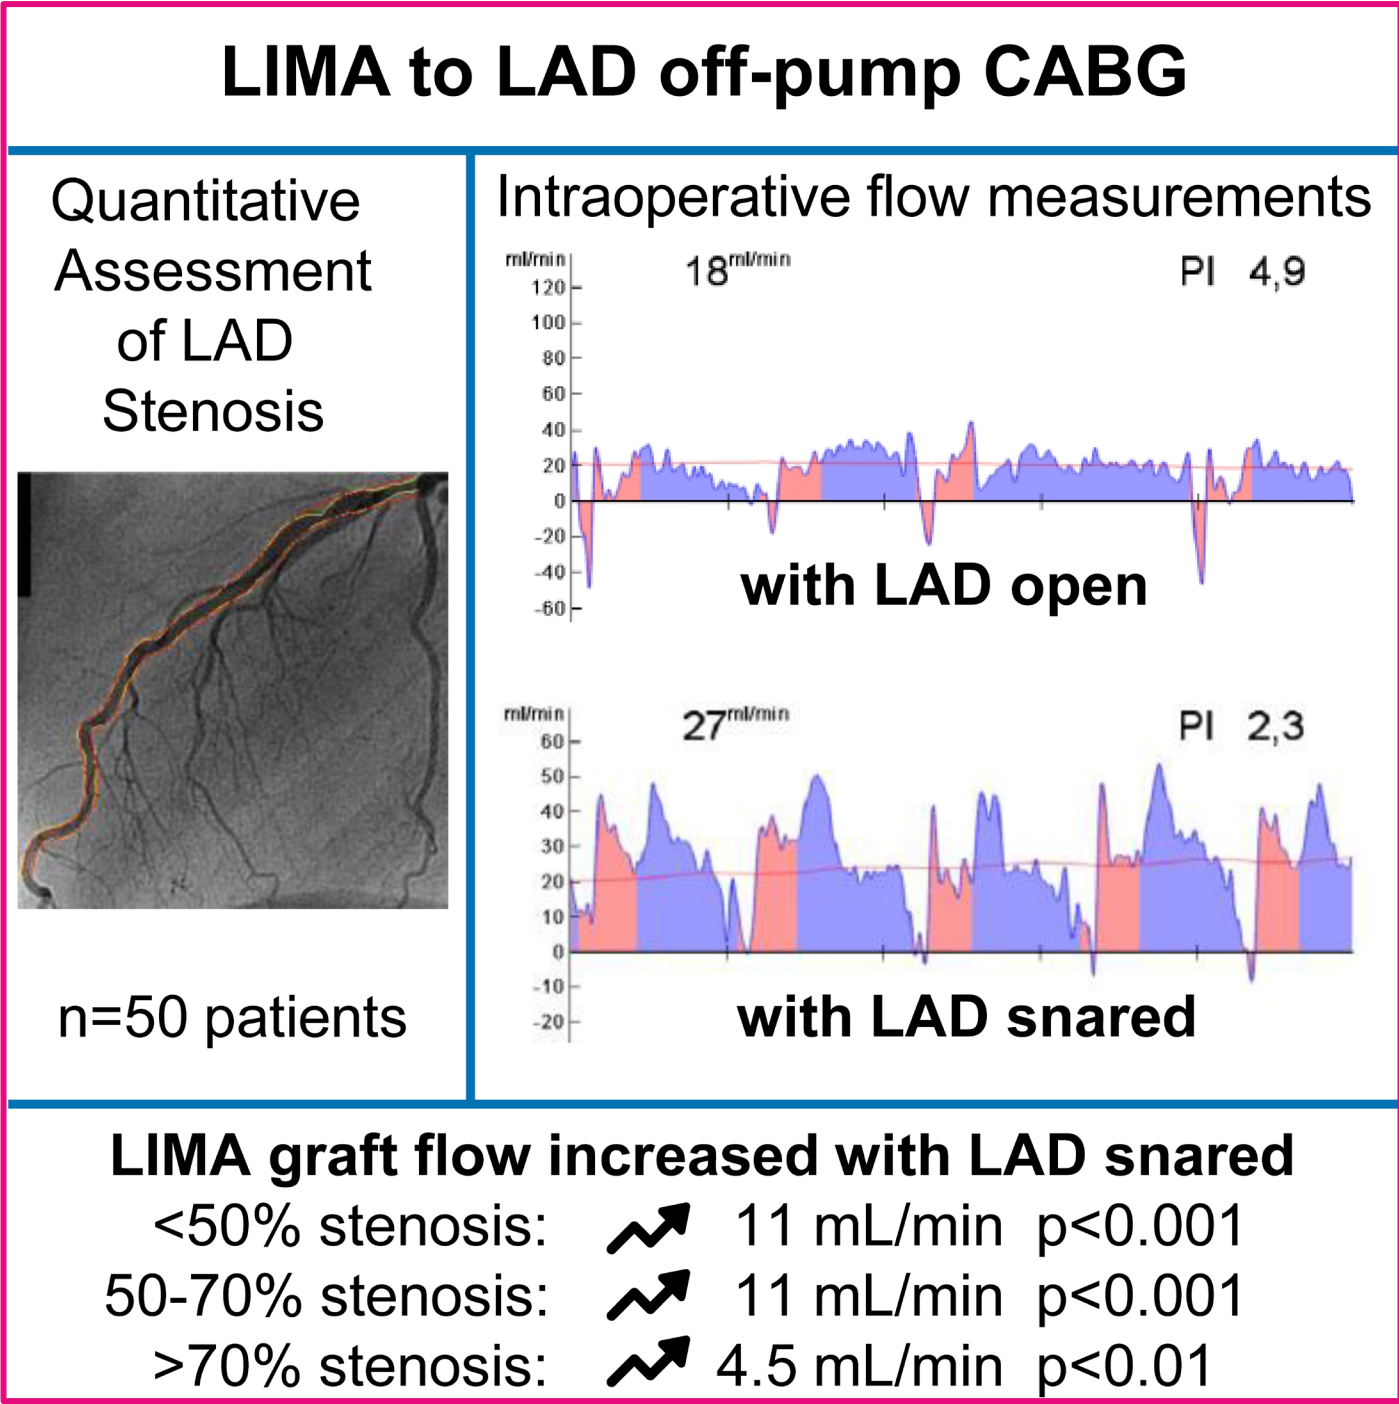 LIMA to LAD off-pump CABG
Quantitative
Assessment
of LAD
Stenosis
n=50 patients
Intraoperative flow measurements
ml/min
18 ml/min
PI 4,9
120
100
80
60
40
20
0
-20
-40
-60
with LAD open
ml/min
27 ml/min
PI 2,3
60
50
40
30
20
10
0
-10
-20
with LAD snared
LIMA graft flow increased with LAD snared
<50% stenosis: 11 mL/min p<0.001
50-70% stenosis: 11 mL/min p<0.001
>70% stenosis: 4.5 mL/min p<0.01